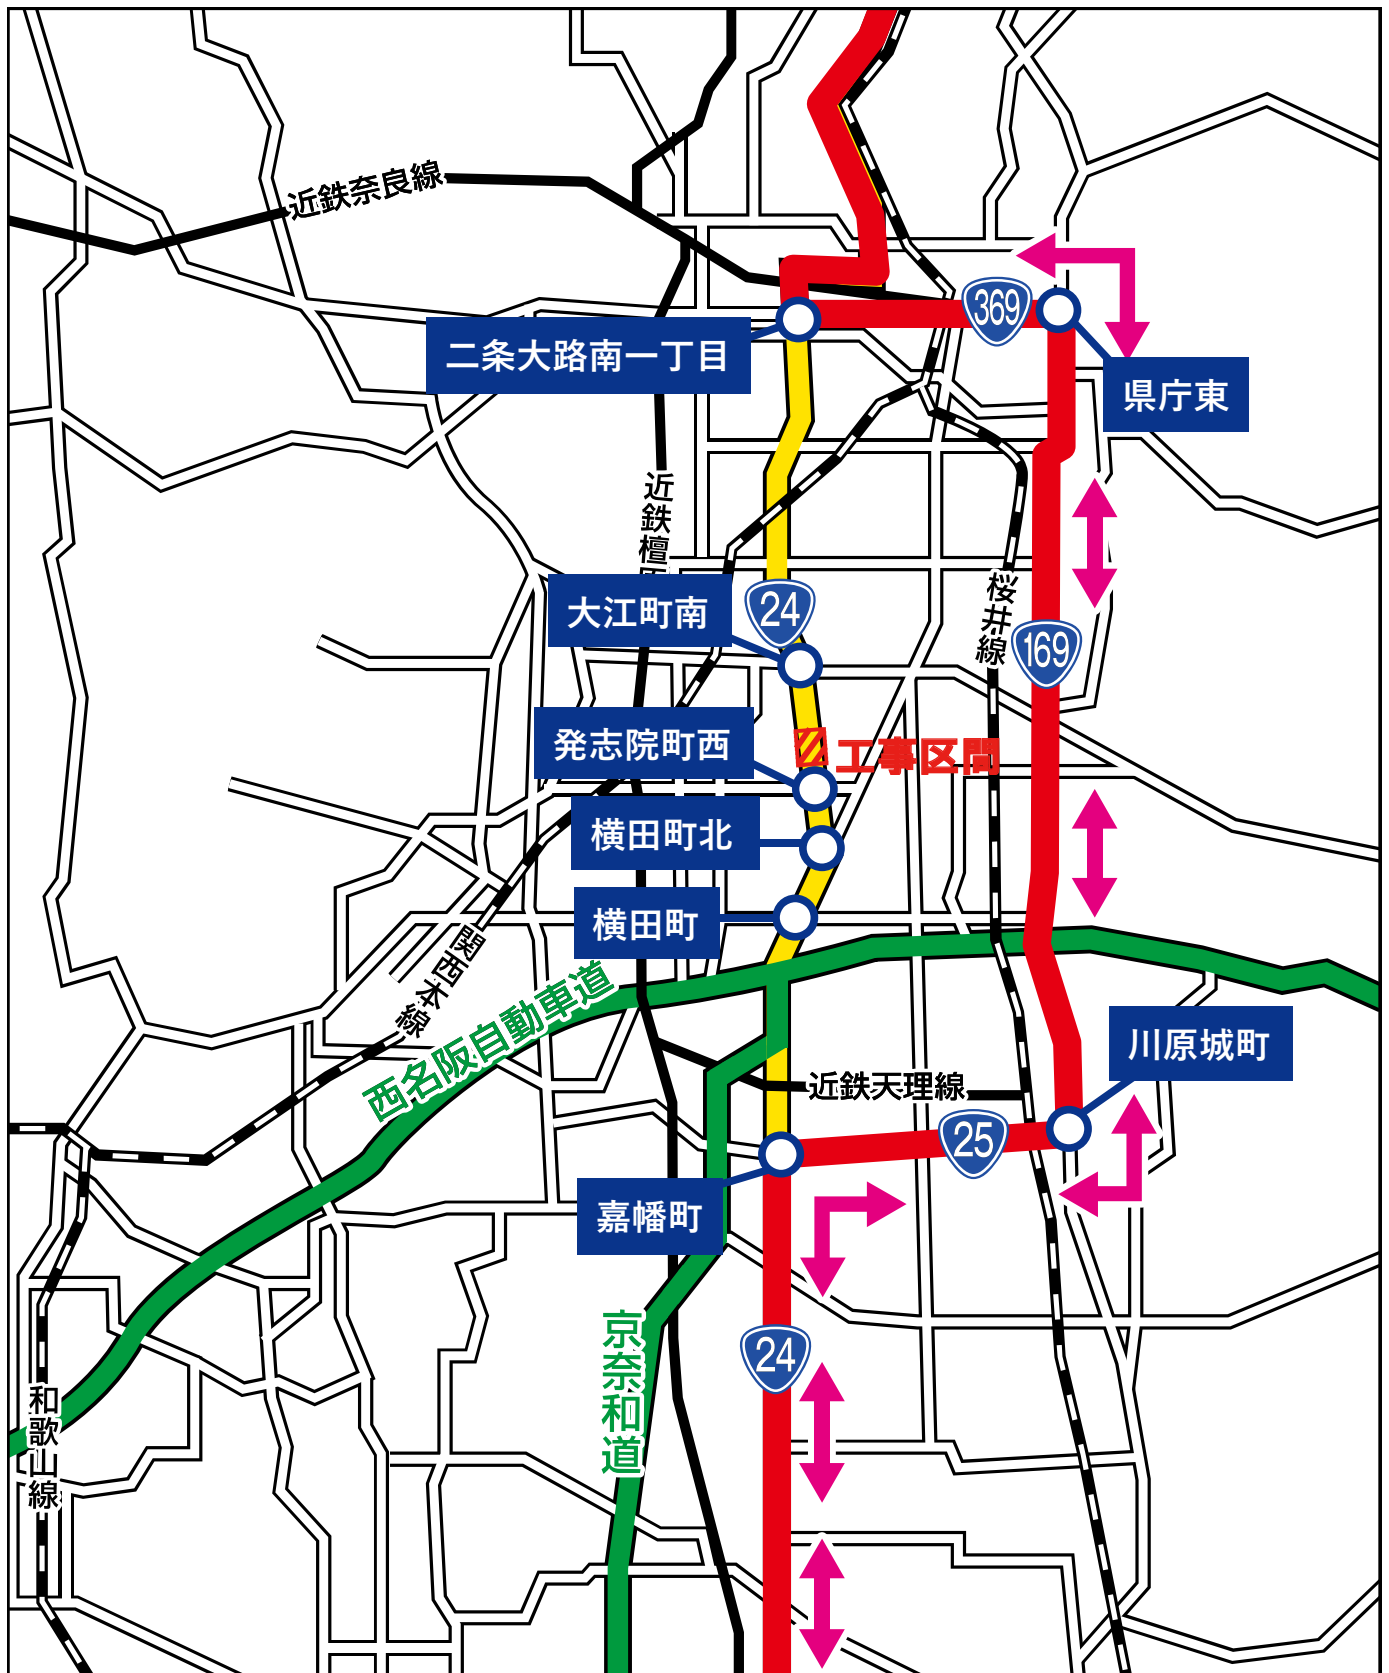 近鉄奈良線
369
二条大路南一丁目
県庁東
近鉄檀原
桜井線
大江町南
24
169
発志院町西
工事区間
横田町北
横田町
関西本線
西名阪自動車道
川原城町
近鉄天理線
25
嘉幡町
京奈和道
24
和歌山線